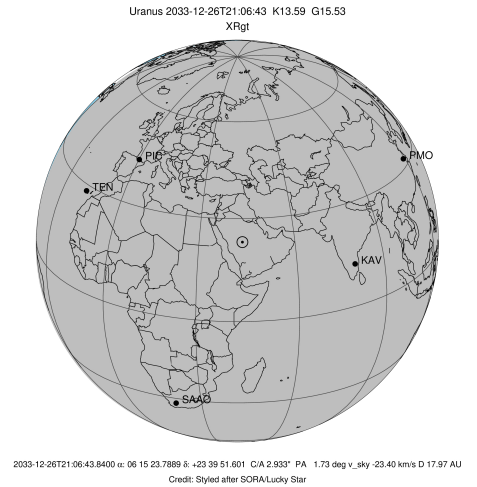 Uranus 2033-12-26T21:06:43 K13.59 G15.53
XRgt
PIC
PMO
TEN
KAV
SAAO
2033-12-26T21:06:43.8400 α: 06 15 23.7889 δ: +23 39 51.601 C/A 2.933" PA 1.73 deg v_sky -23.40 km/s D 17.97 AU
Credit: Styled after SORA/Lucky Star